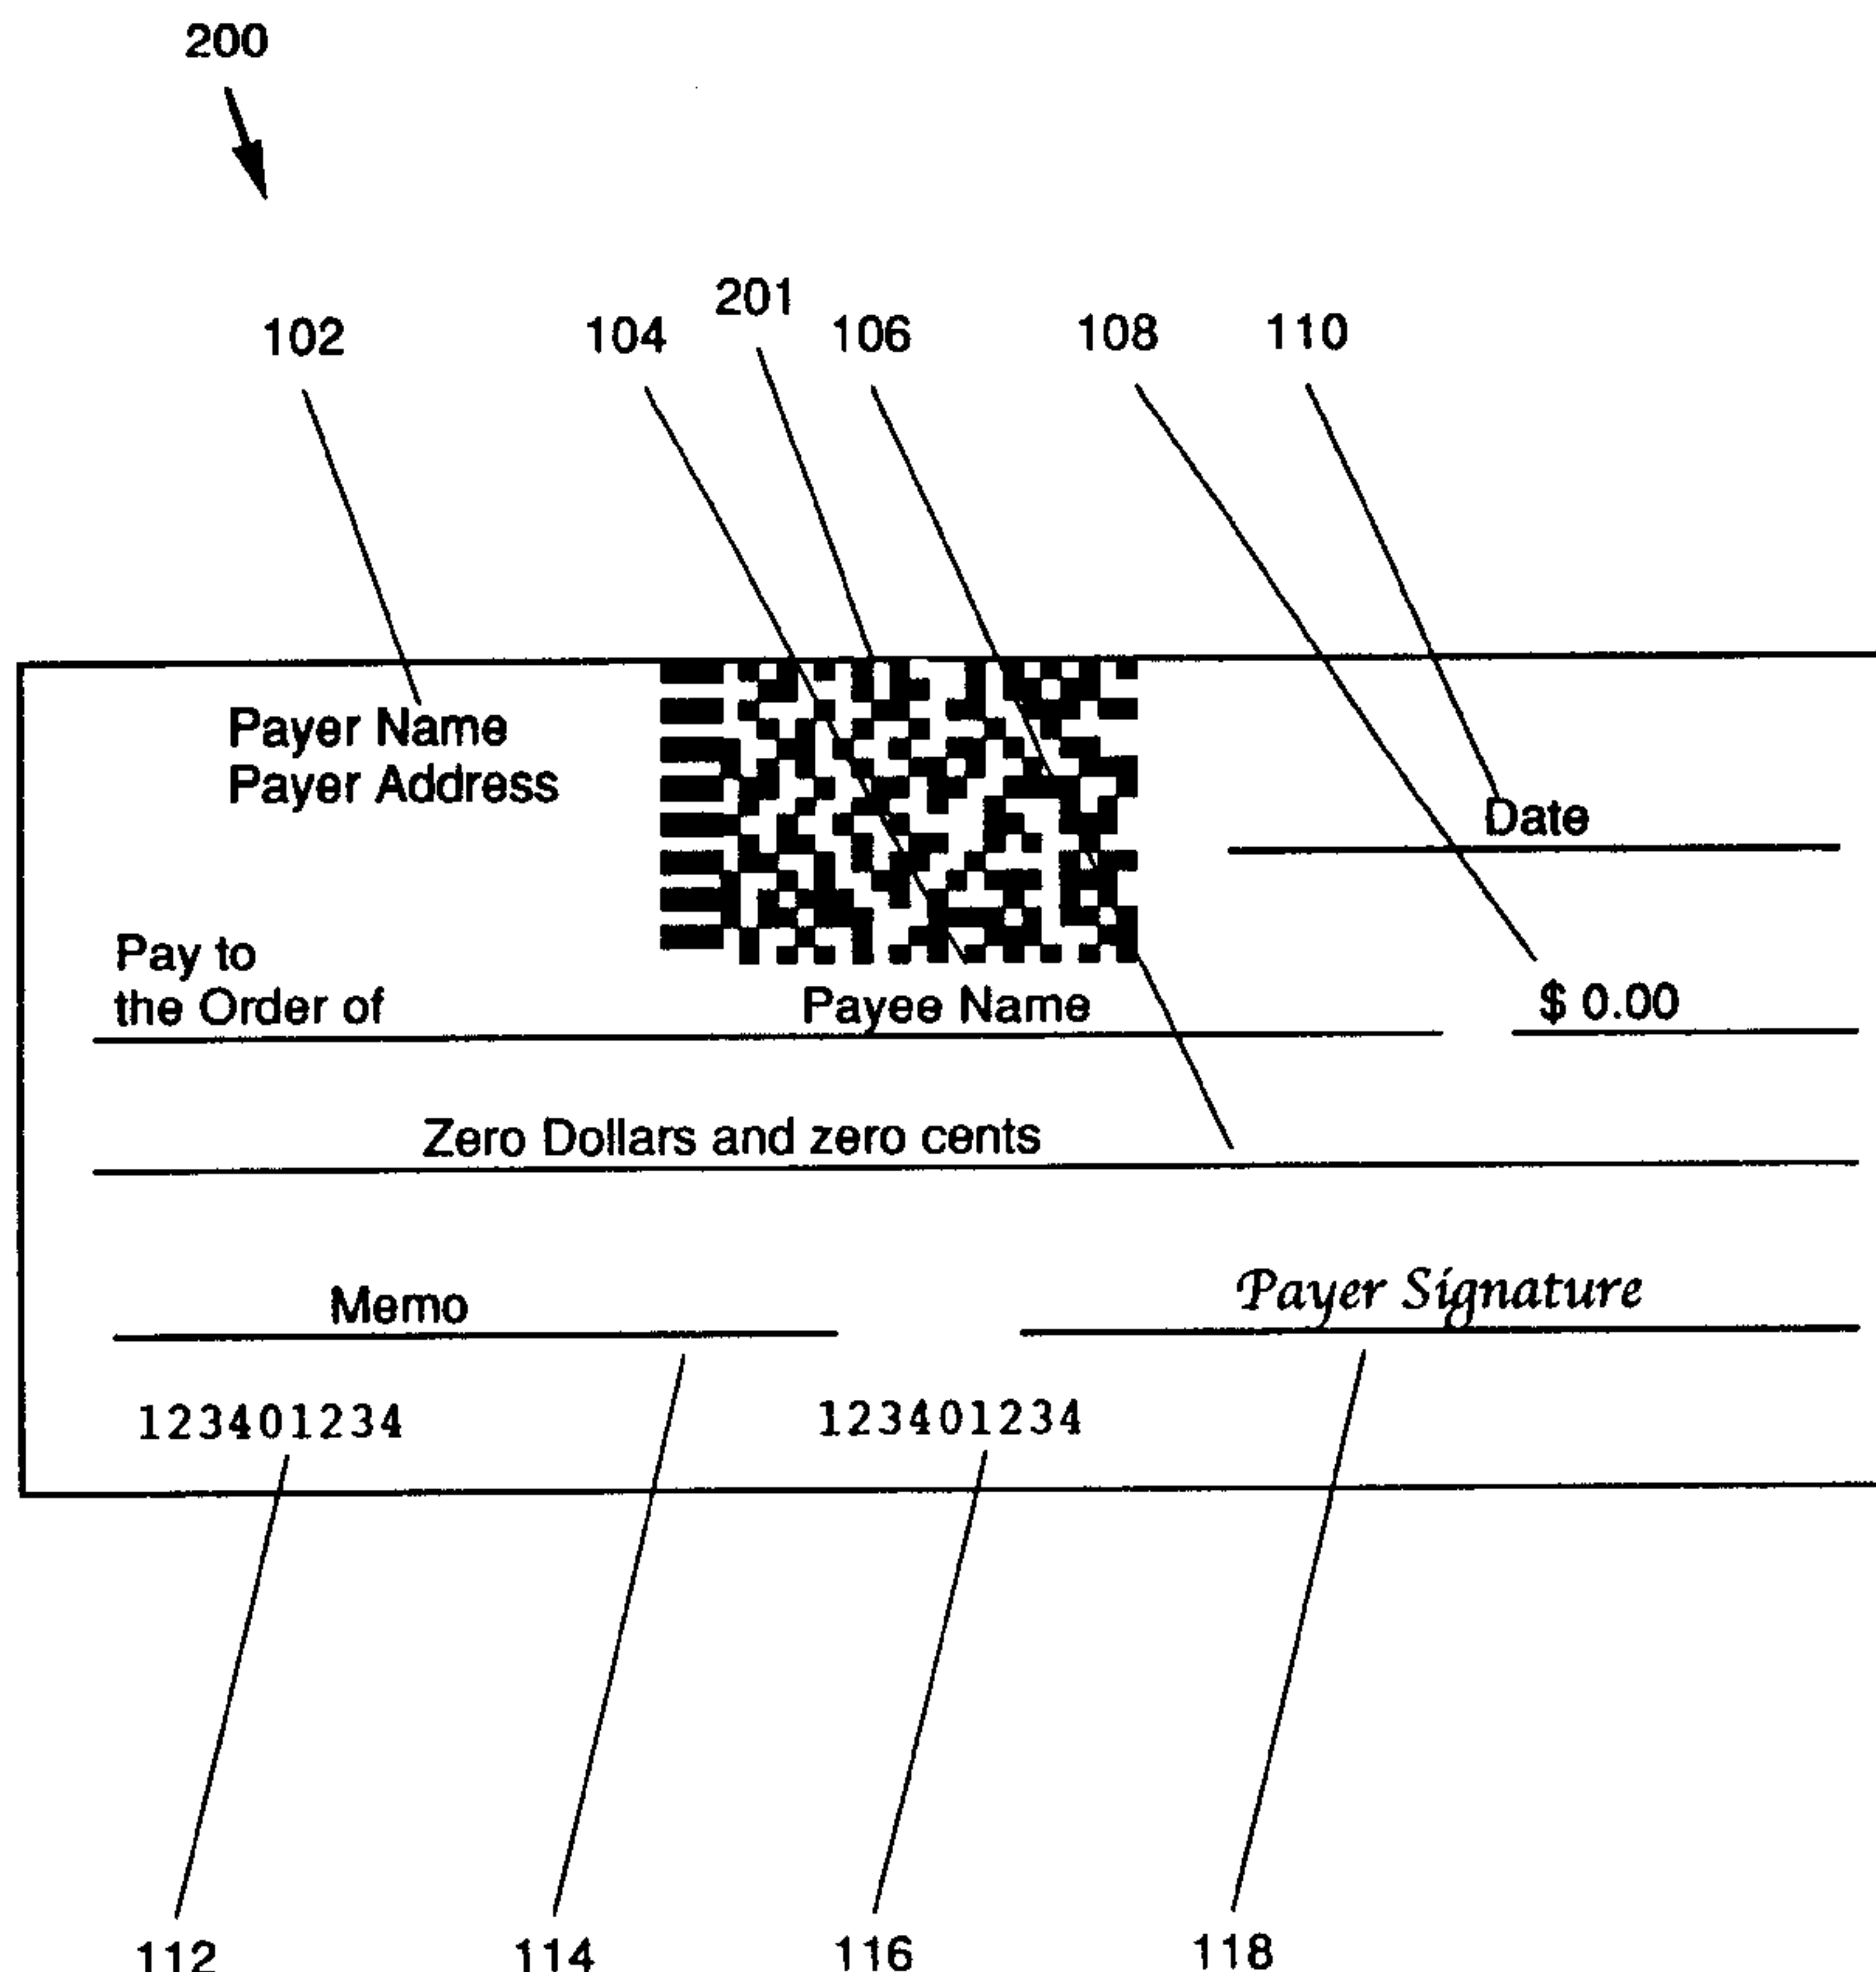 200
201
102 104 106 108 110
Payer Name
Payer Address
Date
Pay to
the Order of Payee Name $ 0.00
Zero Dollars and zero cents
Memo Payer Signature
123401234 123401234
112 114 116 118